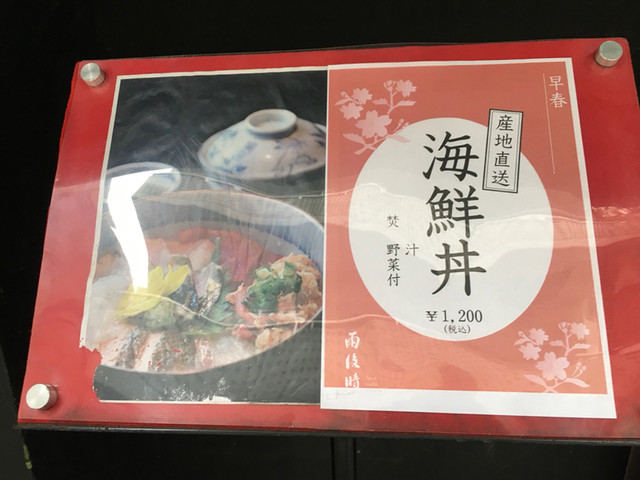 早春
産地直送
海鮮丼
汁
焚 野菜付
¥1,200
(税込)
雨後晴